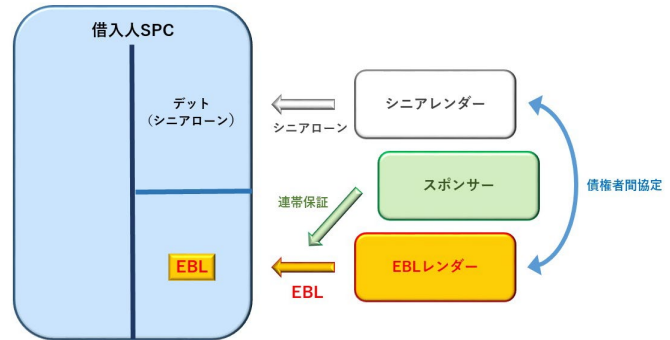 借入人SPC
デット
（シニアローン）
シニアローン
シニアレンダー
スポンサー
債権者間協定
連帯保証
EBL
EBL
EBLレンダー